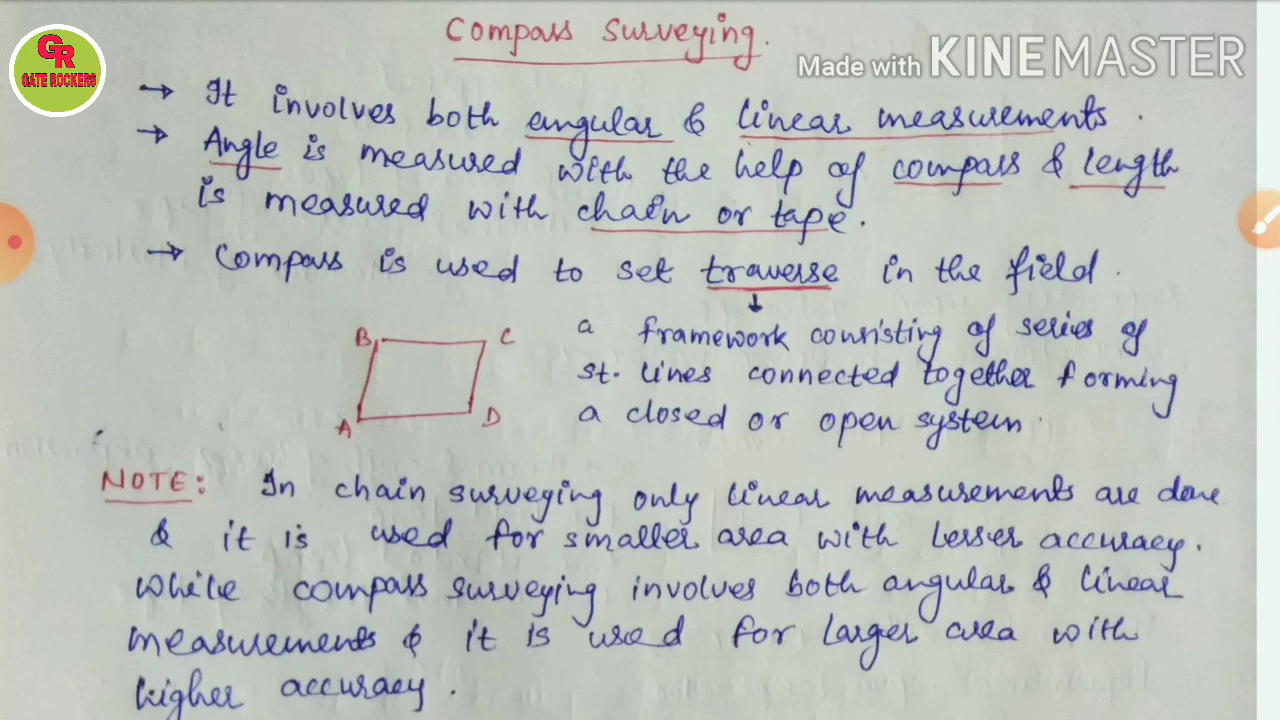 Compass Surveying.
GR
GATE ROCKERS
Made with KINEMASTER
→ It involves both angular & linear measurements.
→ Angle is measured with the help of compass & length
is measured with chain or tape.
→ Compass is used to set traverse in the field.
a framework consisting of series of
st. lines connected together forming
a closed or open system.
B C
A D
NOTE: In chain surveying only linear measurements are done
& it is used for smaller area with lesser accuracy.
While compass surveying involves both angular & linear
measurements & it is used for larger area with
higher accuracy.